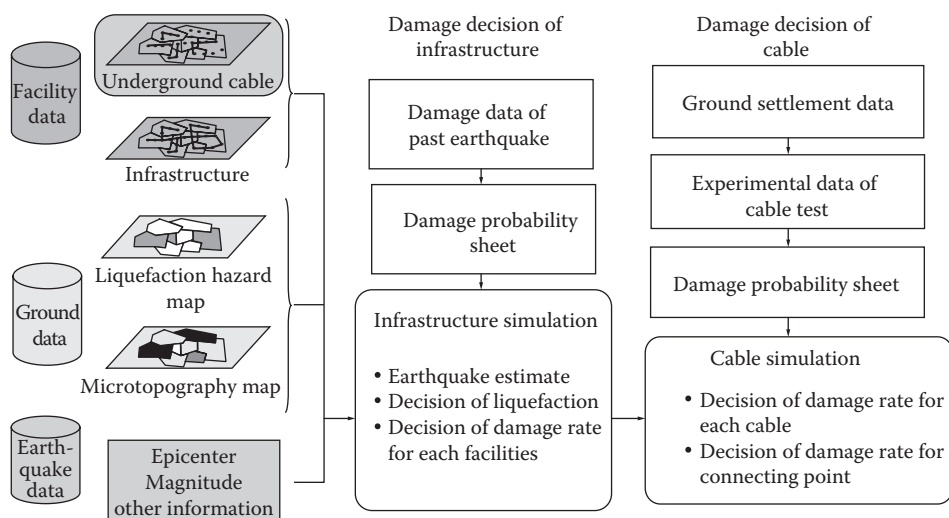 Facility
data
Underground cable
Infrastructure
Ground
data
Liquefaction hazard
map
Microtopography map
Earth-
quake
data
Epicenter
Magnitude
other information
Damage decision of
infrastructure
Damage data of
past earthquake
Damage probability
sheet
Infrastructure simulation
• Earthquake estimate
• Decision of liquefaction
• Decision of damage rate
for each facilities
Damage decision of
cable
Ground settlement data
Experimental data of
cable test
Damage probability sheet
Cable simulation
• Decision of damage rate for
each cable
• Decision of damage rate for
connecting point